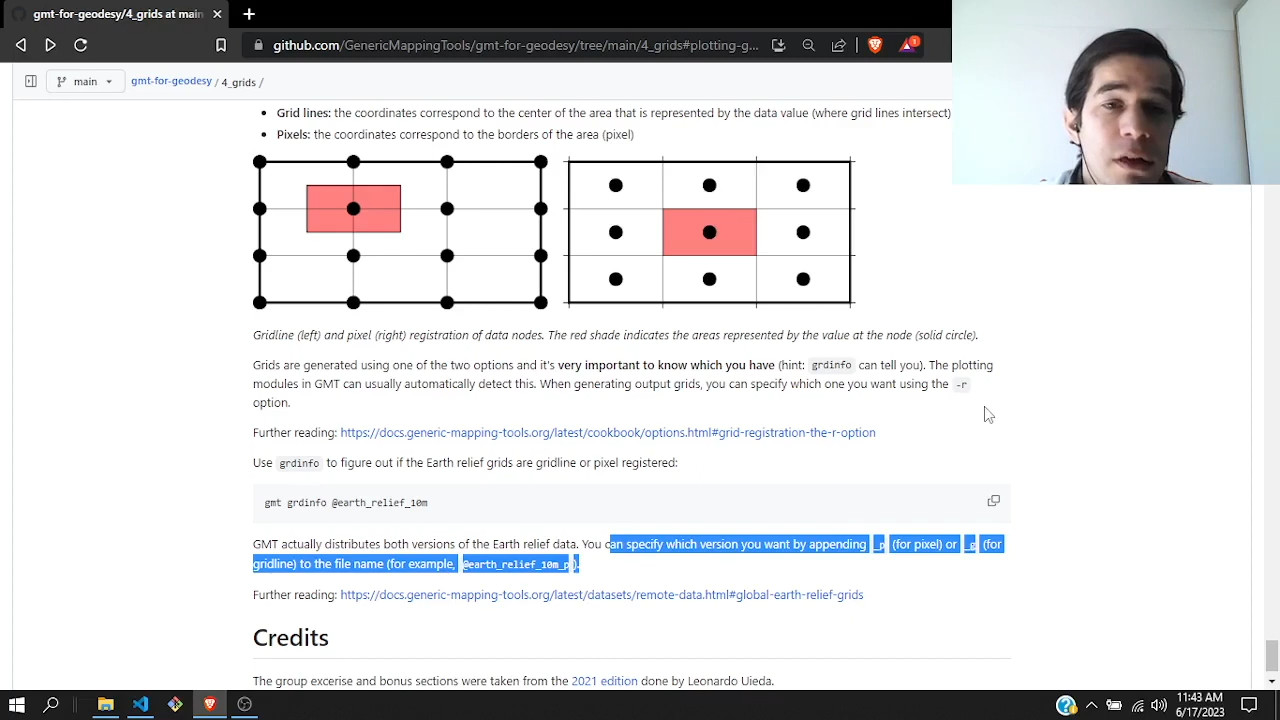 gmt-for-geodesy/4_grids at main
github.com/GenericMappingTools/gmt-for-geodesy/tree/main/4_grids#plotting-g...
1
main
gmt-for-geodesy / 4_grids /
Grid lines: the coordinates correspond to the center of the area that is represented by the data value (where grid lines intersect)
Pixels: the coordinates correspond to the borders of the area (pixel)
Gridline (left) and pixel (right) registration of data nodes. The red shade indicates the areas represented by the value at the node (solid circle).
Grids are generated using one of the two options and it's very important to know which you have (hint: grdinfo can tell you). The plotting
modules in GMT can usually automatically detect this. When generating output grids, you can specify which one you want using the -r
option.
Further reading: https://docs.generic-mapping-tools.org/latest/cookbook/options.html#grid-registration-the-r-option
Use grdinfo to figure out if the Earth relief grids are gridline or pixel registered:
gmt grdinfo @earth_relief_10m
GMT actually distributes both versions of the Earth relief data. You can specify which version you want by appending _p (for pixel) or _g (for
gridline) to the file name (for example, @earth_relief_10m_p ).
Further reading: https://docs.generic-mapping-tools.org/latest/datasets/remote-data.html#global-earth-relief-grids
Credits
The group excerise and bonus sections were taken from the 2021 edition done by Leonardo Uieda.
11:43 AM
6/17/2023